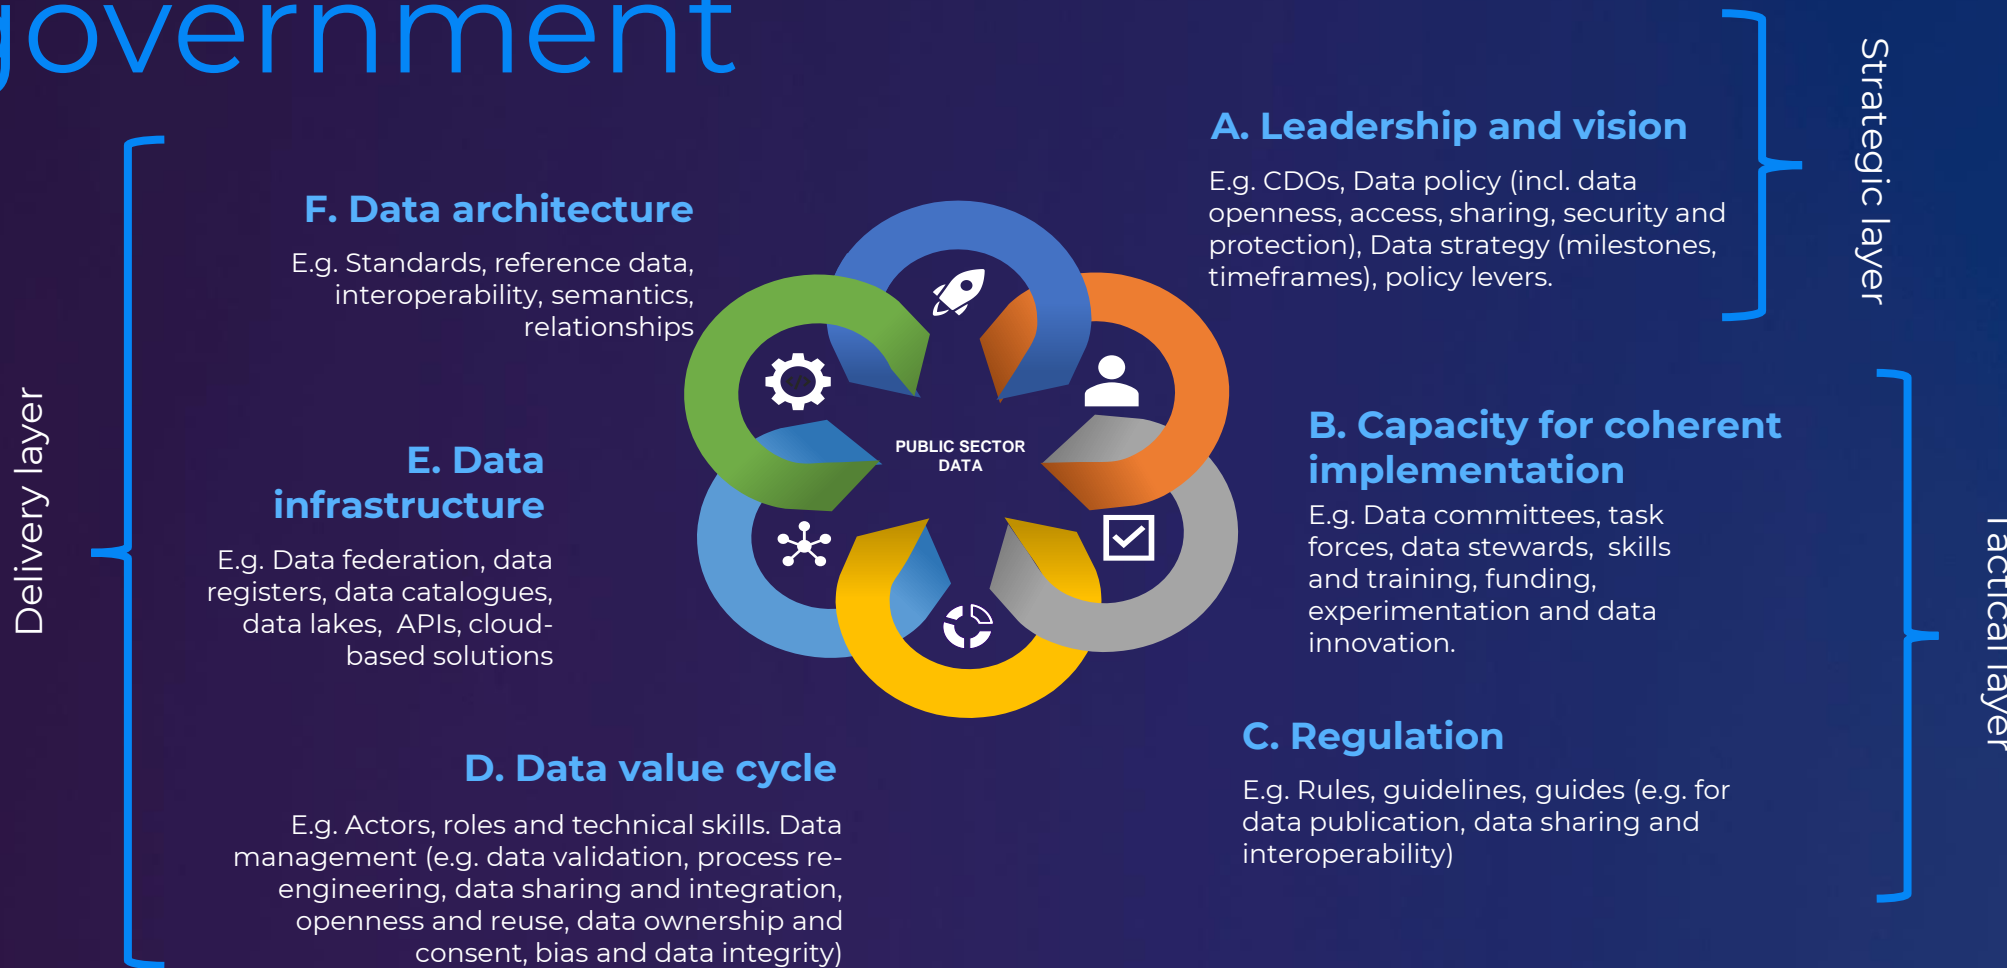 government
Strategic layer
A. Leadership and vision
E.g. CDOs, Data policy (incl. data
openness, access, sharing, security and
protection), Data strategy (milestones,
timeframes), policy levers.
B. Capacity for coherent
implementation
E.g. Data committees, task
forces, data stewards, skills
and training, funding,
experimentation and data
innovation.
C. Regulation
E.g. Rules, guidelines, guides (e.g. for
data publication, data sharing and
interoperability)
Tactical layer
PUBLIC SECTOR
DATA
D. Data value cycle
E.g. Actors, roles and technical skills. Data
management (e.g. data validation, process re-
engineering, data sharing and integration,
openness and reuse, data ownership and
consent, bias and data integrity)
E. Data
infrastructure
E.g. Data federation, data
registers, data catalogues,
data lakes, APIs, cloud-
based solutions
F. Data architecture
E.g. Standards, reference data,
interoperability, semantics,
relationships
Delivery layer